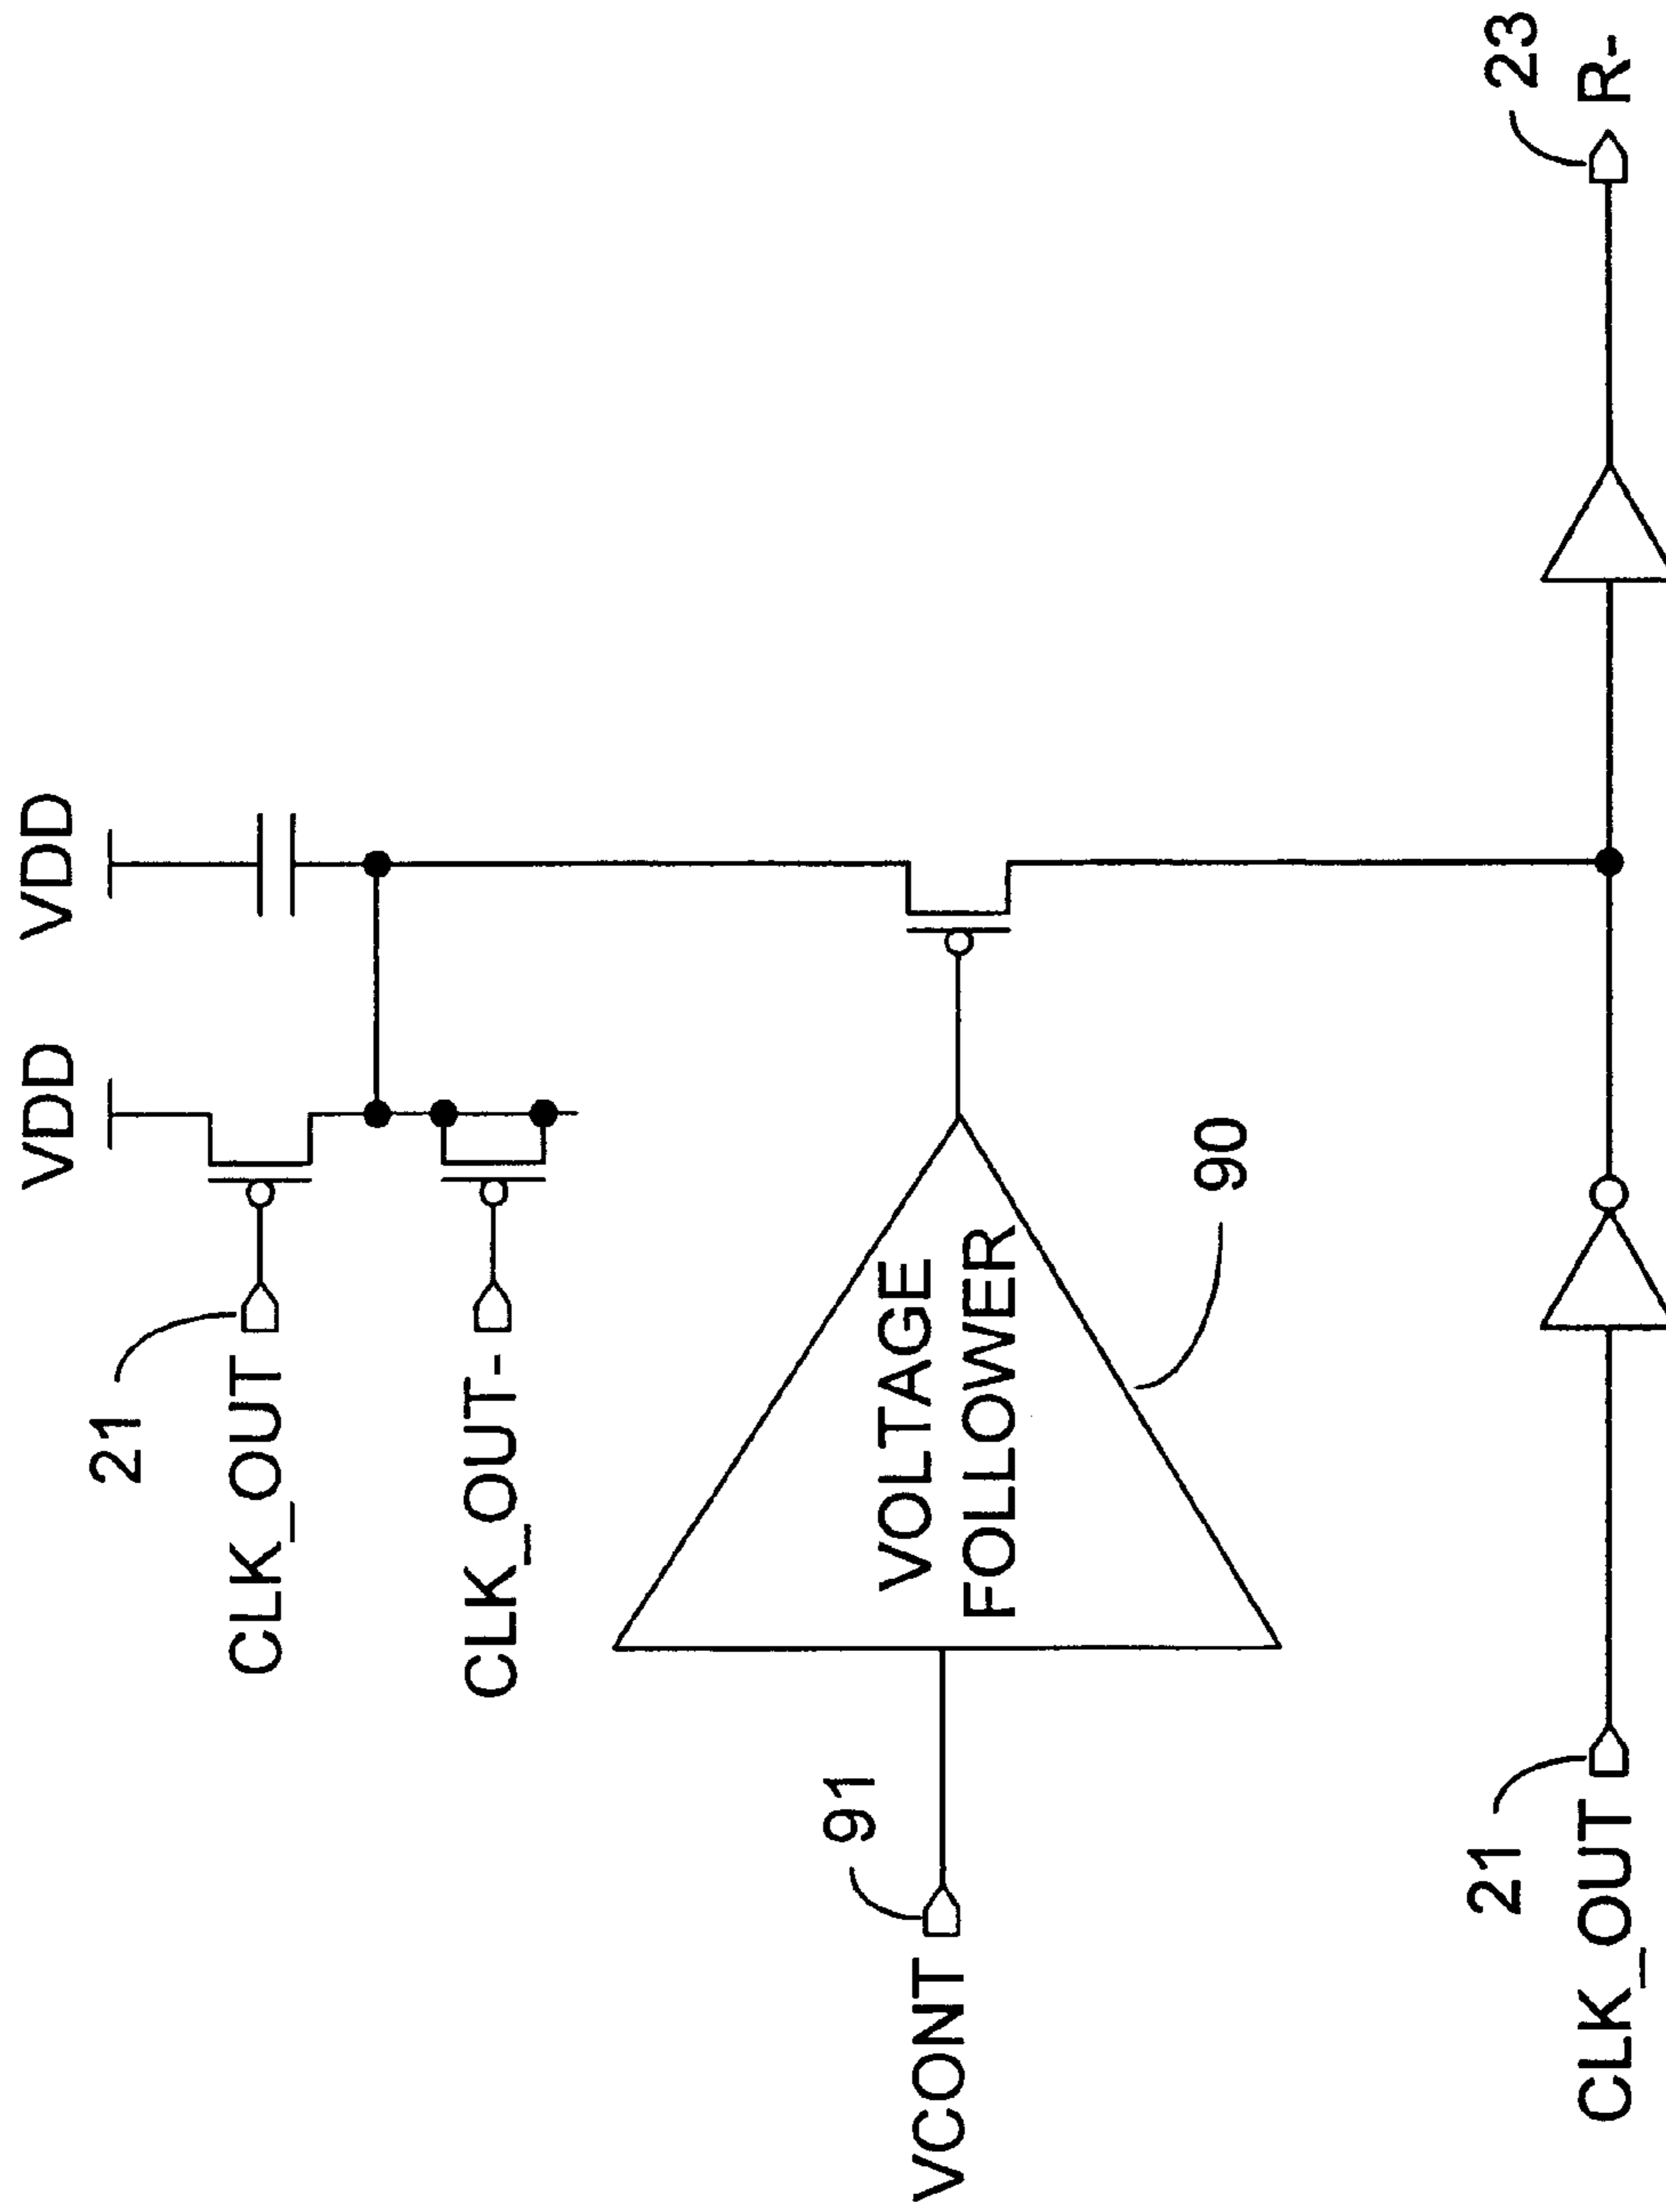 VDD
VDD
21
CLK_OUT
CLK_OUT-
VOLTAGE
FOLLOWER
90
91
VCONT
23
R-
21
CLK_OUT